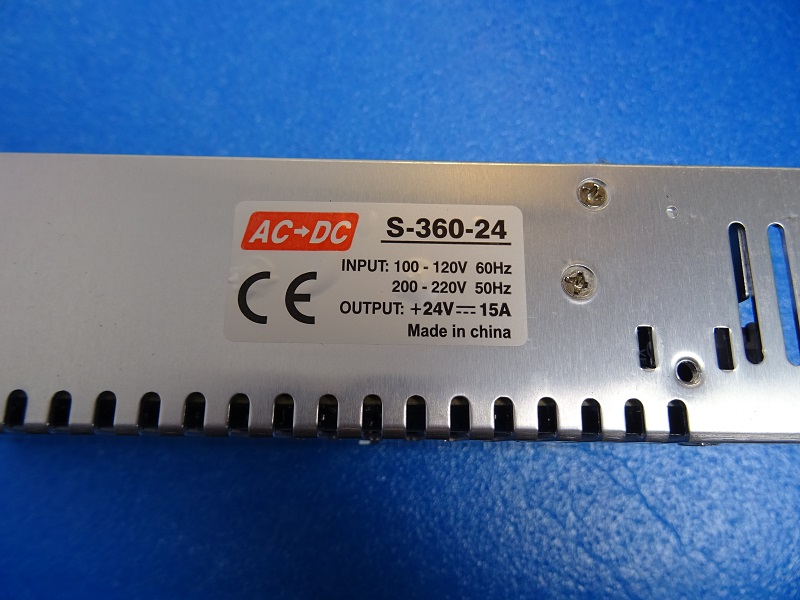 AC→DC S-360-24
INPUT: 100 - 120V 60Hz
200 - 220V 50Hz
CE OUTPUT: +24V⎓15A
Made in china